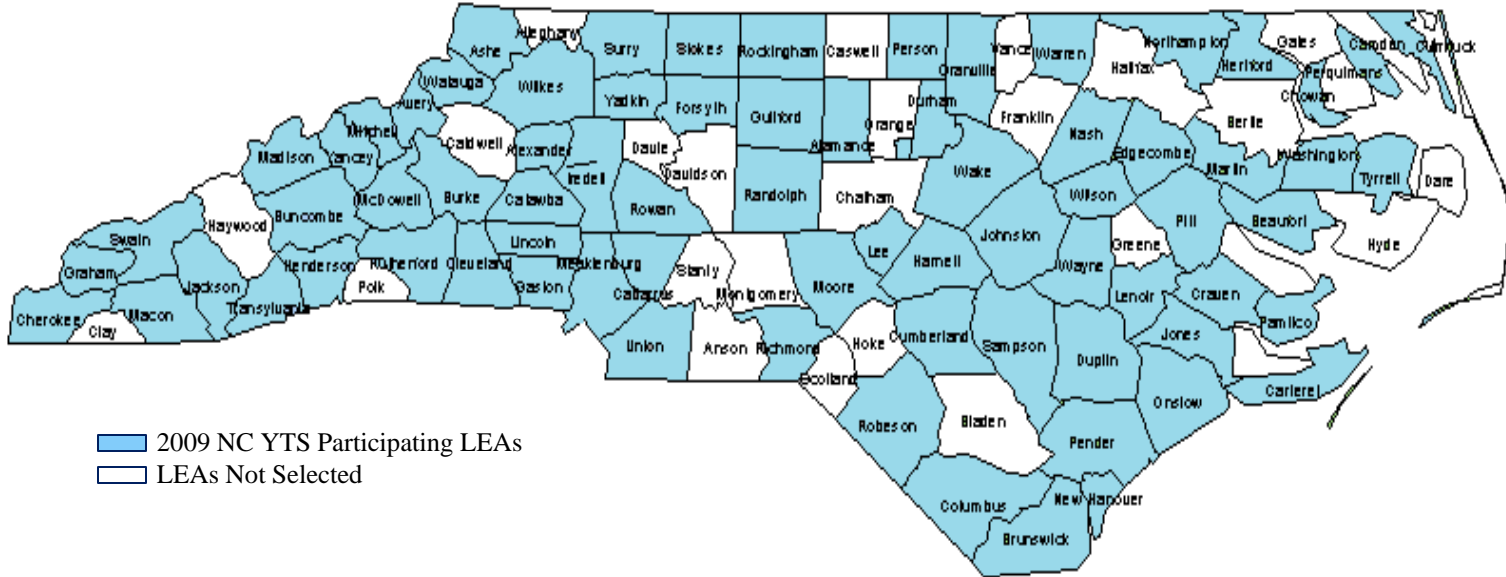 Alleghany
Ashe
Surry
Stokes
Rockingham
Caswell
Person
Vance
Warren
Northampton
Gates
Camden
Currituck
Granville
Halifax
Hertford
Perquimans
Chowan
Watauga
Wilkes
Yadkin
Forsyth
Guilford
Alamance
Orange
Durham
Franklin
Nash
Bertie
Avery
Mitchell
Caldwell
Alexander
Davie
Edgecombe
Madison
Yancey
Iredell
Davidson
Randolph
Wake
Martin
Washington
Tyrrell
Dare
McDowell
Burke
Catawba
Rowan
Chatham
Wilson
Buncombe
Haywood
Pitt
Beaufort
Swain
Lincoln
Johnston
Greene
Hyde
Graham
Jackson
Henderson
Rutherford
Cleveland
Mecklenburg
Stanly
Lee
Harnett
Wayne
Polk
Gaston
Cabarrus
Montgomery
Moore
Lenoir
Craven
Transylvania
Cherokee
Macon
Clay
Pamlico
Union
Anson
Richmond
Hoke
Cumberland
Sampson
Duplin
Jones
Scotland
Carteret
Onslow
Robeson
Bladen
Pender
2009 NC YTS Participating LEAs
LEAs Not Selected
Columbus
New Hanover
Brunswick